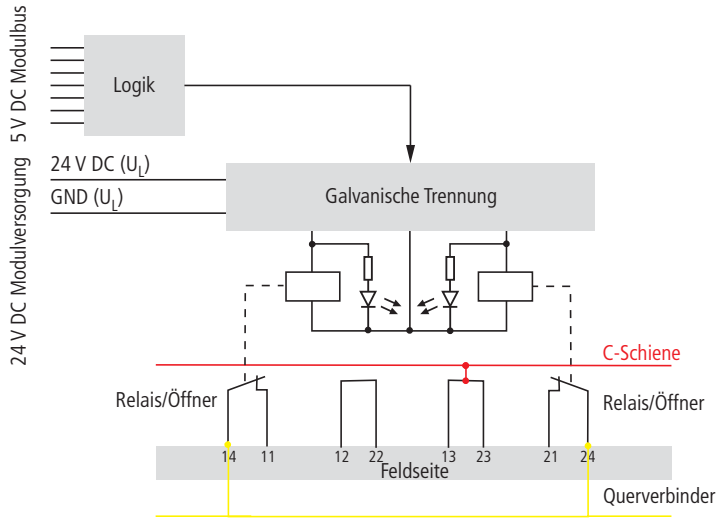 5 V DC Modulbus
Logik
24 V DC Modulversorgung
24 V DC (UL)
GND (UL)
Galvanische Trennung
C-Schiene
Relais/Öffner
Relais/Öffner
14 11 12 22 13 23 21 24
Feldseite
Querverbinder